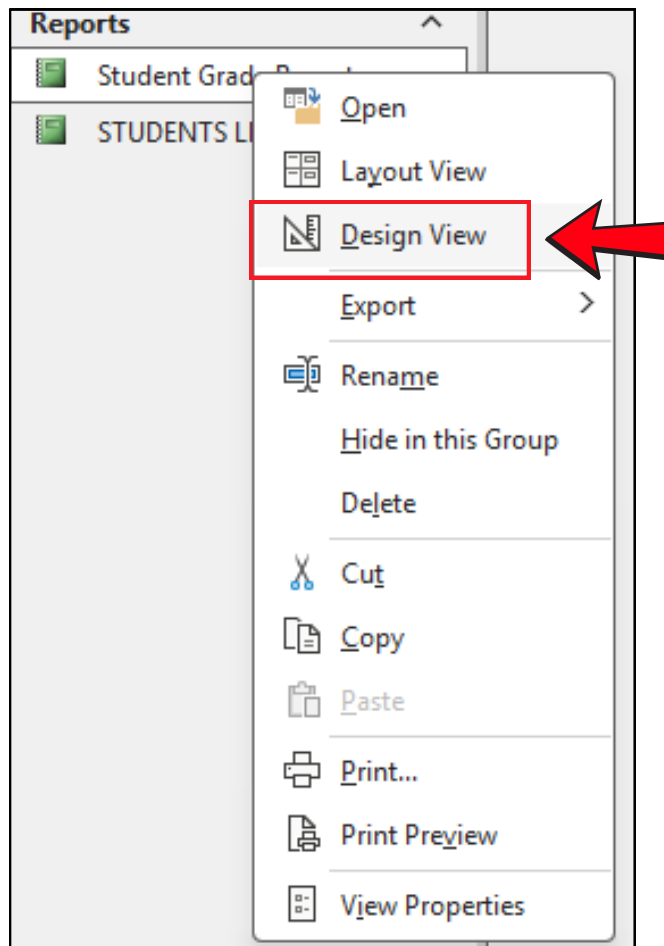 Reports
Student Grad
STUDENTS LI
Open
Layout View
Design View
Export
Rename
Hide in this Group
Delete
Cut
Copy
Paste
Print...
Print Preview
View Properties